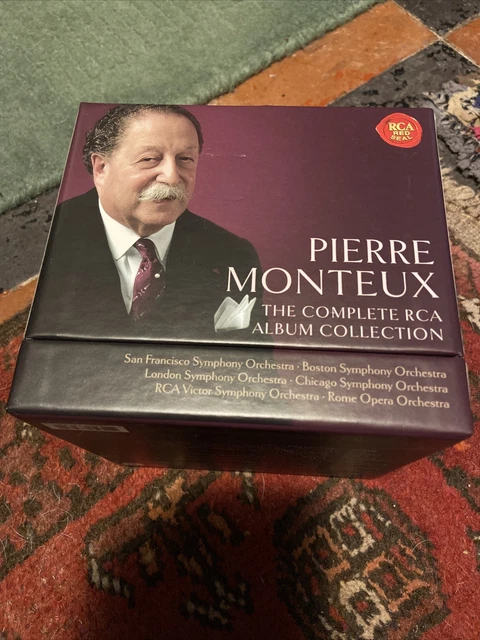 RCA
RED
SEAL
PIERRE
MONTEUX
THE COMPLETE RCA
ALBUM COLLECTION
San Francisco Symphony Orchestra · Boston Symphony Orchestra
London Symphony Orchestra · Chicago Symphony Orchestra
RCA Victor Symphony Orchestra · Rome Opera Orchestra